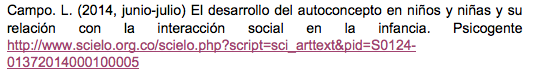 Campo. L. (2014, junio-julio) El desarrollo del autoconcepto en niños y niñas y su
relación con la interacción social en la infancia. Psicogente
http://www.scielo.org.co/scielo.php?script=sci_arttext&pid=S0124-
01372014000100005